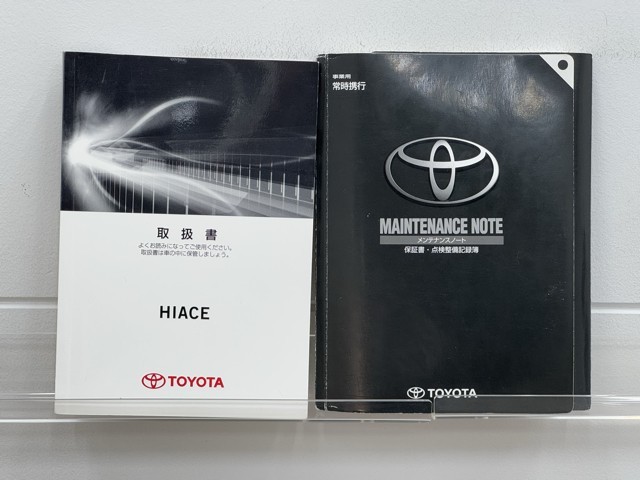 取扱書
よくお読みになってご使用ください。
取扱書は車の中に保管しましょう。
HIACE
TOYOTA
事業用
常時携行
MAINTENANCE NOTE
メンテナンスノート
保証書・点検整備記録簿
TOYOTA